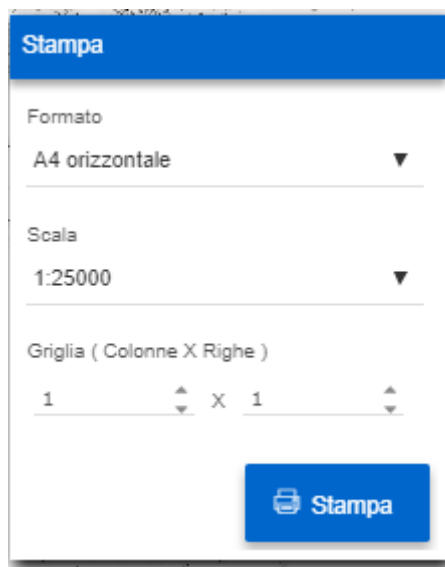 Stampa
Formato
A4 orizzontale
Scala
1:25000
Griglia ( Colonne X Righe )
1 X 1
Stampa